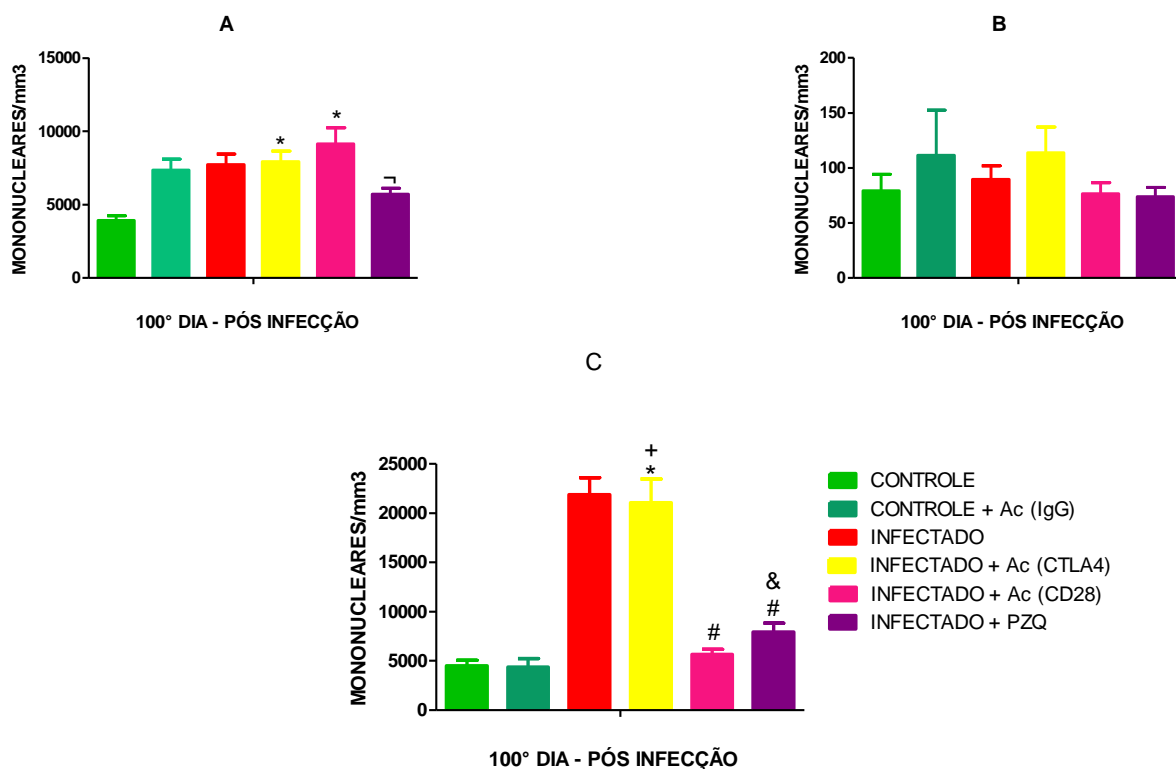 A
MONONUCLEARES/mm3
15000
10000
5000
0
*
*
¬
100° DIA - PÓS INFECÇÃO
B
MONONUCLEARES/mm3
200
150
100
50
0
100° DIA - PÓS INFECÇÃO
C
MONONUCLEARES/mm3
25000
20000
15000
10000
5000
0
+
*
#
&
#
100° DIA - PÓS INFECÇÃO
CONTROLE
CONTROLE + Ac (IgG)
INFECTADO
INFECTADO + Ac (CTLA4)
INFECTADO + Ac (CD28)
INFECTADO + PZQ